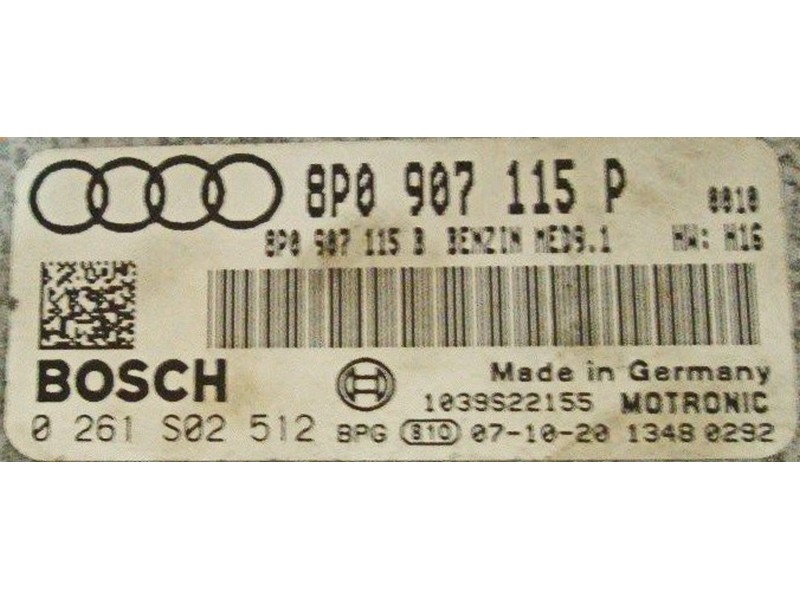 8P0 907 115 P 0010
8P0 907 115 B BENZIN MED9.1 HW: H16
BOSCH
Made in Germany
1039S22155 MOTRONIC
0 261 S02 512 BPG 810 07-10-20 1348 0292